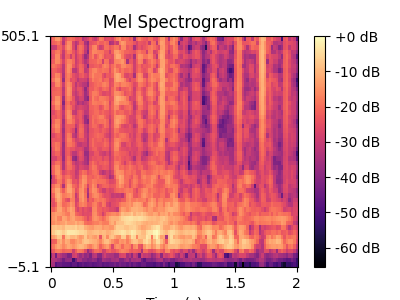 Mel Spectrogram
505.1
−5.1
0
0.5
1
1.5
2
+0 dB
-10 dB
-20 dB
-30 dB
-40 dB
-50 dB
-60 dB